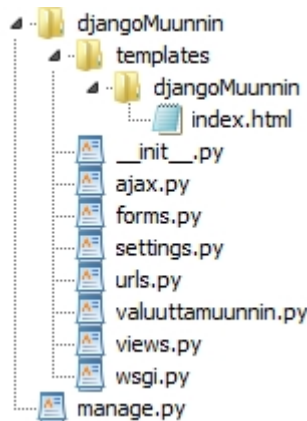 djangoMuunnin
templates
djangoMuunnin
index.html
__init__.py
ajax.py
forms.py
settings.py
urls.py
valuuttamuunnin.py
views.py
wsgi.py
manage.py